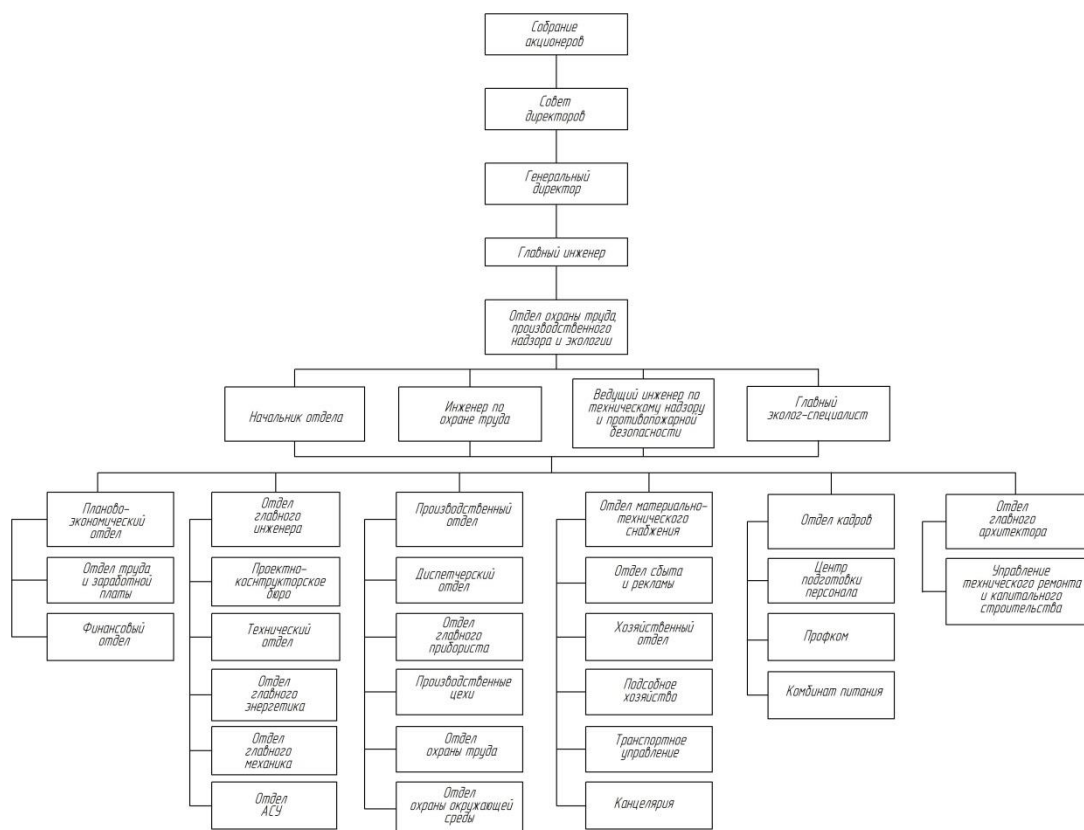 Собрание
акционеров
Совет
директоров
Генеральный
директор
Главный инженер
Отдел охраны труда,
производственного
надзора и экологии
Начальник отдела
Инженер по
охране труда
Ведущий инженер по
техническому надзору
и противопожарной
безопасности
Главный
эколог-специалист
Планово-
экономический
отдел
Отдел труда
и заработной
платы
Финансовый
отдел
Отдел
главного
инженера
Проектно-
коснтрукторское
бюро
Технический
отдел
Отдел
главного
энергетика
Отдел
главного
механика
Отдел
АСУ
Производственный
отдел
Диспетчерский
отдел
Отдел
главного
прибориста
Производственные
цехи
Отдел
охраны труда
Отдел
охраны окружающей
среды
Отдел материально-
технического
снабжения
Отдел сбыта
и рекламы
Хозяйственный
отдел
Подсобное
хозяйство
Транспортное
управление
Канцелярия
Отдел кадров
Центр
подготовки
персонала
Профком
Комбинат питания
Отдел
главного
архитектора
Управление
технического ремонта
и капитального
строительства